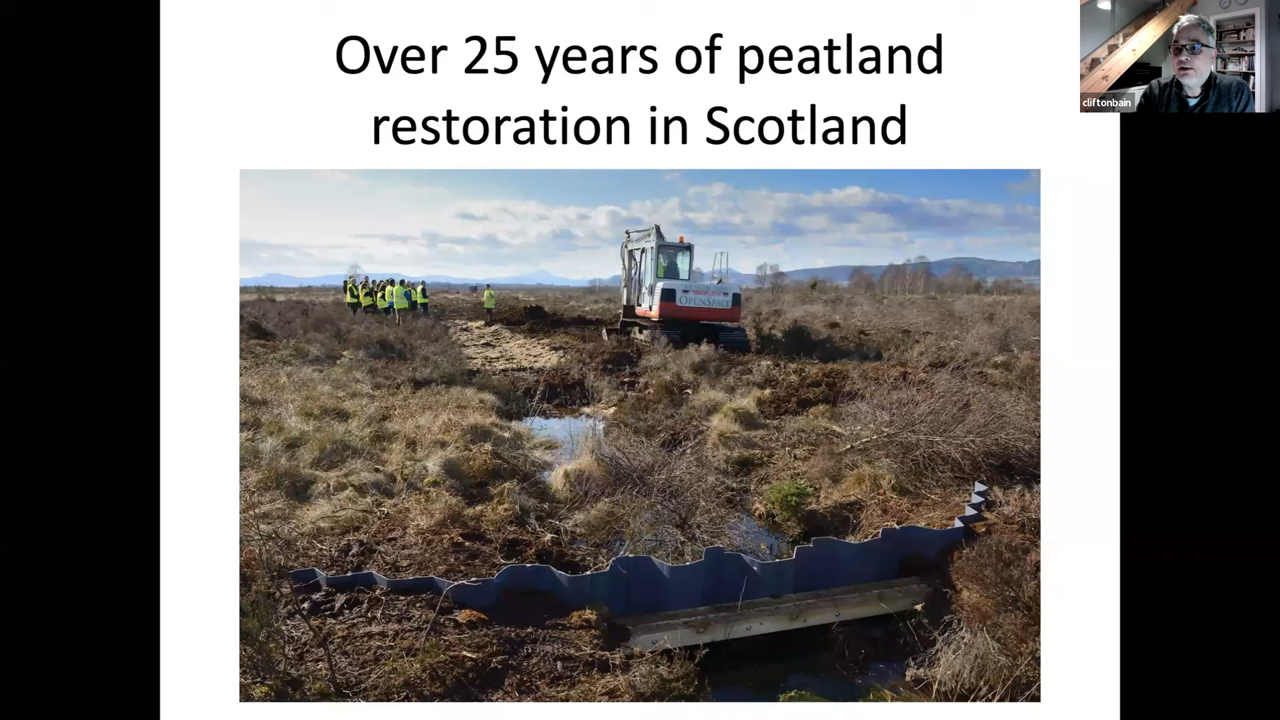 Over 25 years of peatland
restoration in Scotland
cliftonbain
OPENSPACE